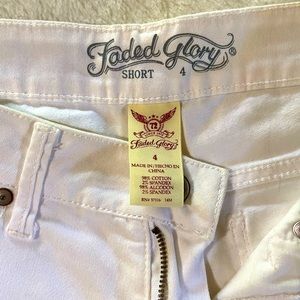 Faded Glory®
SHORT 4
72
Faded Glory
4
MADE IN/HECHO EN
CHINA
98% COTTON
2% SPANDEX
98% ALGODON
2% SPANDEX